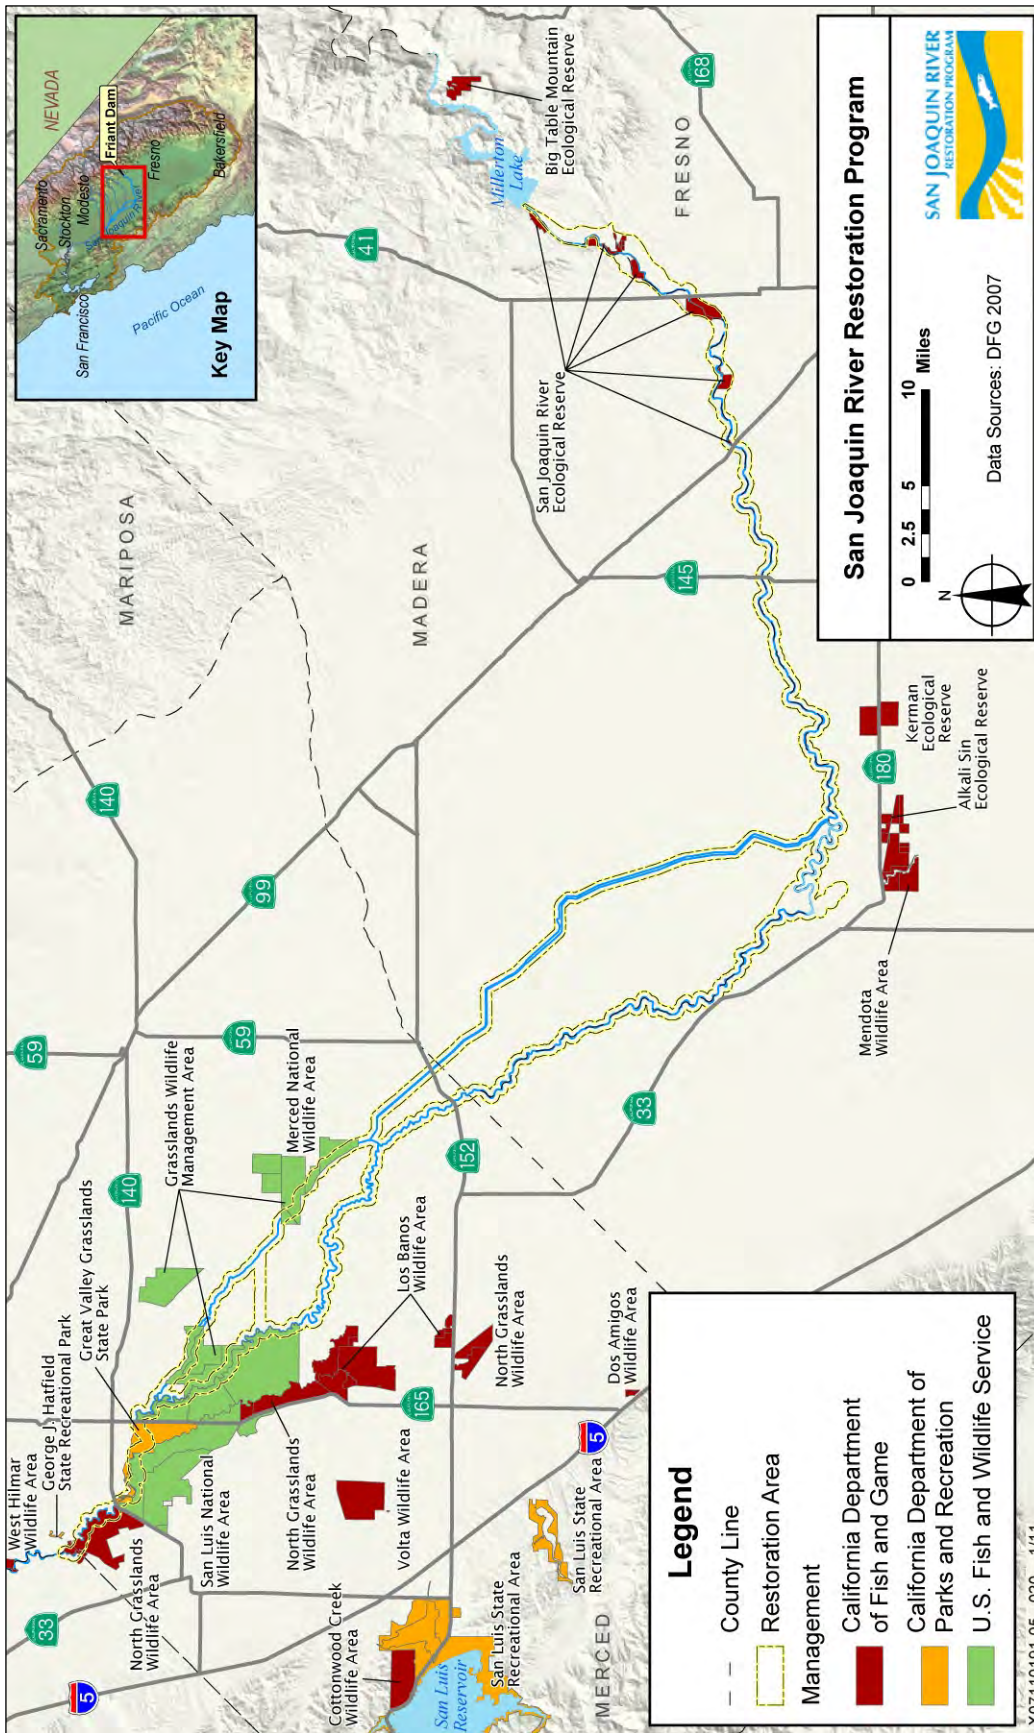 NEVADA
Sacramento
Stockton
Modesto
San Francisco
San Joaquin River
Friant Dam
Fresno
Bakersfield
Pacific Ocean
Key Map
MARIPOSA
MADERA
FRESNO
MERCED
41
168
140
99
59
59
140
145
152
33
165
180
33
5
5
Millerton
Lake
Big Table Mountain
Ecological Reserve
San Joaquin River
Ecological Reserve
West Hilmar
Wildlife Area
George J. Hatfield
State Recreational Park
Great Valley Grasslands
State Park
Grasslands Wildlife
Management Area
Merced National
Wildlife Area
North Grasslands
Wildlife Area
San Luis National
Wildlife Area
North Grasslands
Wildlife Area
Los Banos
Wildlife Area
Volta Wildlife Area
North Grasslands
Wildlife Area
Dos Amigos
Wildlife Area
Cottonwood Creek
Wildlife Area
San Luis
Reservoir
San Luis State
Recreational Area
San Luis State
Recreational Area
Mendota
Wildlife Area
Alkali Sin
Ecological Reserve
Kerman
Ecological
Reserve
Legend
County Line
Restoration Area
Management
California Department
of Fish and Game
California Department of
Parks and Recreation
U.S. Fish and Wildlife Service
San Joaquin River Restoration Program
0 2.5 5 10
Miles
N
Data Sources: DFG 2007
SAN JOAQUIN RIVER
RESTORATION PROGRAM